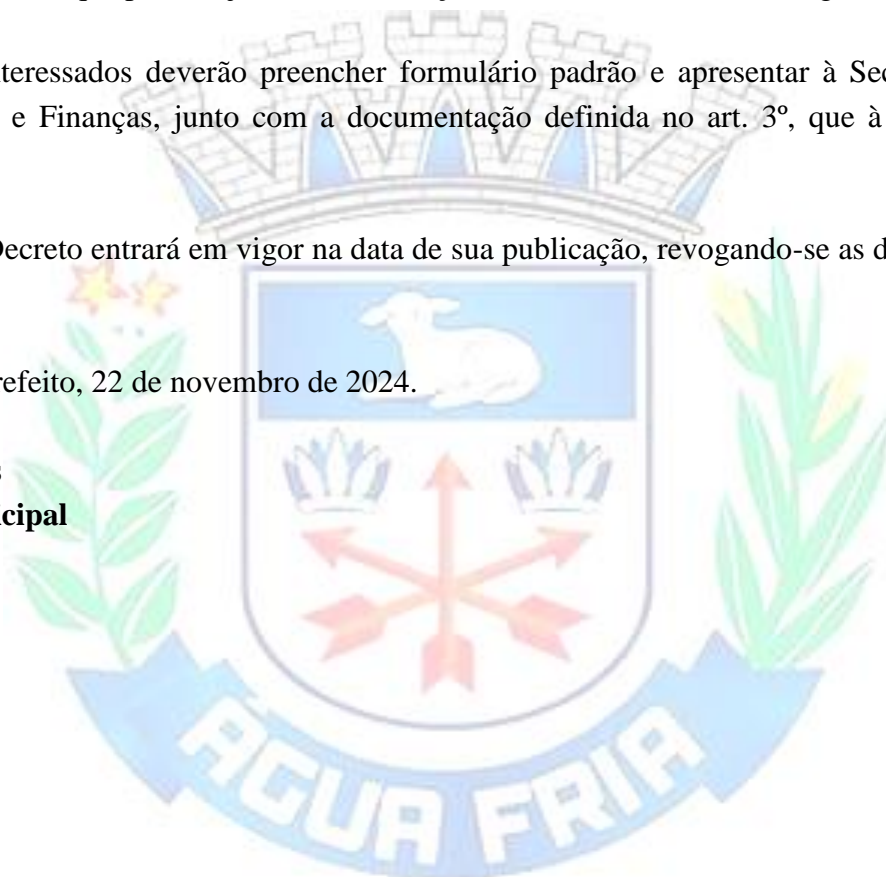 nteressados deverão preencher formulário padrão e apresentar à Sec
e Finanças, junto com a documentação definida no art. 3º, que à
Decreto entrará em vigor na data de sua publicação, revogando-se as d
refeito, 22 de novembro de 2024.
s
cipal
ÁGUA FRIA